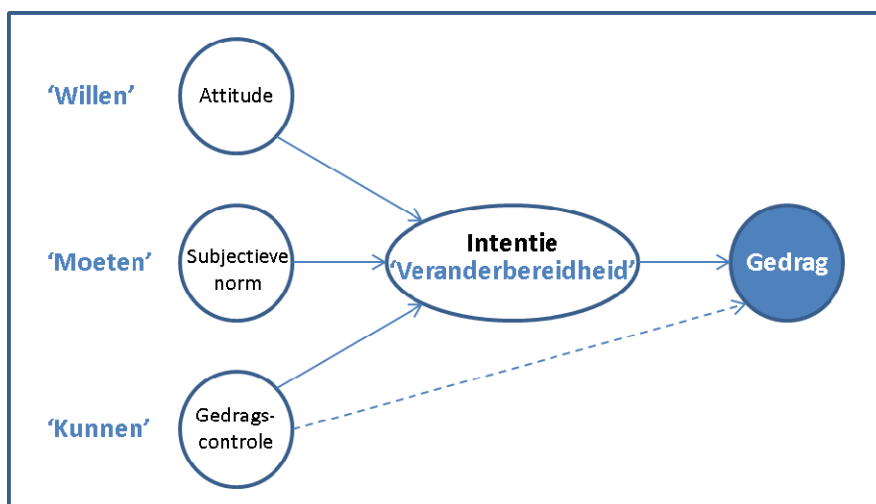 ‘Willen’
Attitude
‘Moeten’
Subjectieve
norm
Intentie
‘Veranderbereidheid’
Gedrag
‘Kunnen’
Gedrags-
controle